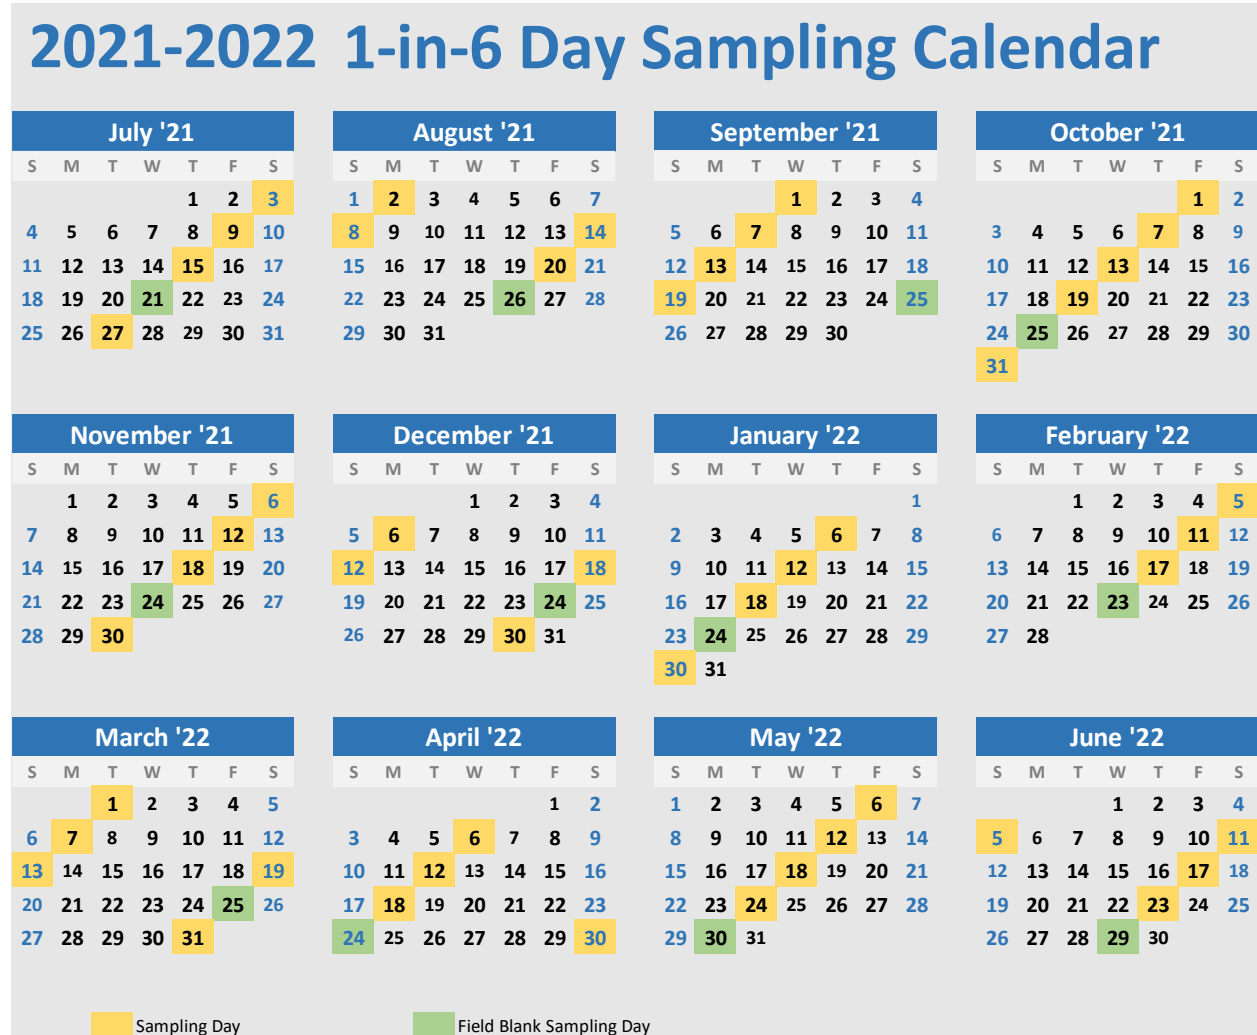 2021-2022 1-in-6 Day Sampling Calendar
July '21
S M T W T F S
1 2 3
4 5 6 7 8 9 10
11 12 13 14 15 16 17
18 19 20 21 22 23 24
25 26 27 28 29 30 31
August '21
S M T W T F S
1 2 3 4 5 6 7
8 9 10 11 12 13 14
15 16 17 18 19 20 21
22 23 24 25 26 27 28
29 30 31
September '21
S M T W T F S
1 2 3 4
5 6 7 8 9 10 11
12 13 14 15 16 17 18
19 20 21 22 23 24 25
26 27 28 29 30
October '21
S M T W T F S
1 2
3 4 5 6 7 8 9
10 11 12 13 14 15 16
17 18 19 20 21 22 23
24 25 26 27 28 29 30
31
November '21
S M T W T F S
1 2 3 4 5 6
7 8 9 10 11 12 13
14 15 16 17 18 19 20
21 22 23 24 25 26 27
28 29 30
December '21
S M T W T F S
1 2 3 4
5 6 7 8 9 10 11
12 13 14 15 16 17 18
19 20 21 22 23 24 25
26 27 28 29 30 31
January '22
S M T W T F S
1
2 3 4 5 6 7 8
9 10 11 12 13 14 15
16 17 18 19 20 21 22
23 24 25 26 27 28 29
30 31
February '22
S M T W T F S
1 2 3 4 5
6 7 8 9 10 11 12
13 14 15 16 17 18 19
20 21 22 23 24 25 26
27 28
March '22
S M T W T F S
1 2 3 4 5
6 7 8 9 10 11 12
13 14 15 16 17 18 19
20 21 22 23 24 25 26
27 28 29 30 31
April '22
S M T W T F S
1 2
3 4 5 6 7 8 9
10 11 12 13 14 15 16
17 18 19 20 21 22 23
24 25 26 27 28 29 30
May '22
S M T W T F S
1 2 3 4 5 6 7
8 9 10 11 12 13 14
15 16 17 18 19 20 21
22 23 24 25 26 27 28
29 30 31
June '22
S M T W T F S
1 2 3 4
5 6 7 8 9 10 11
12 13 14 15 16 17 18
19 20 21 22 23 24 25
26 27 28 29 30
Sampling Day
Field Blank Sampling Day